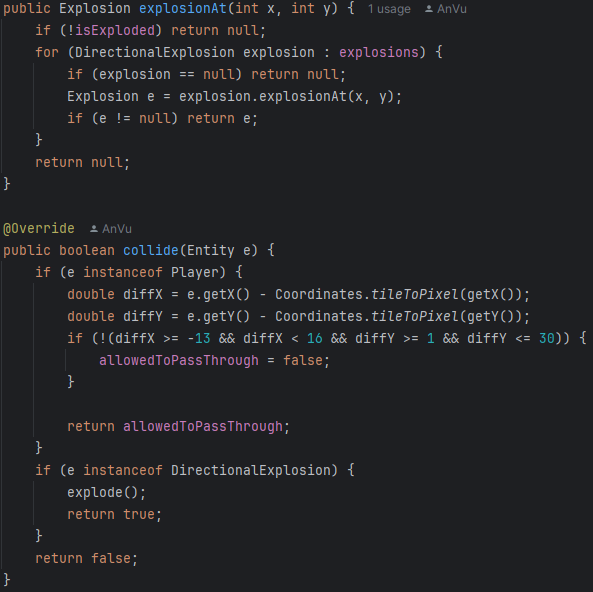 public Explosion explosionAt(int x, int y) { 1 usage AnVu
if (!isExploded) return null;
for (DirectionalExplosion explosion : explosions) {
if (explosion == null) return null;
Explosion e = explosion.explosionAt(x, y);
if (e != null) return e;
}
return null;
}
@Override AnVu
public boolean collide(Entity e) {
if (e instanceof Player) {
double diffX = e.getX() - Coordinates.tileToPixel(getX());
double diffY = e.getY() - Coordinates.tileToPixel(getY());
if (!(diffX >= -13 && diffX < 16 && diffY >= 1 && diffY <= 30)) {
allowedToPassThrough = false;
}
return allowedToPassThrough;
}
if (e instanceof DirectionalExplosion) {
explode();
return true;
}
return false;
}